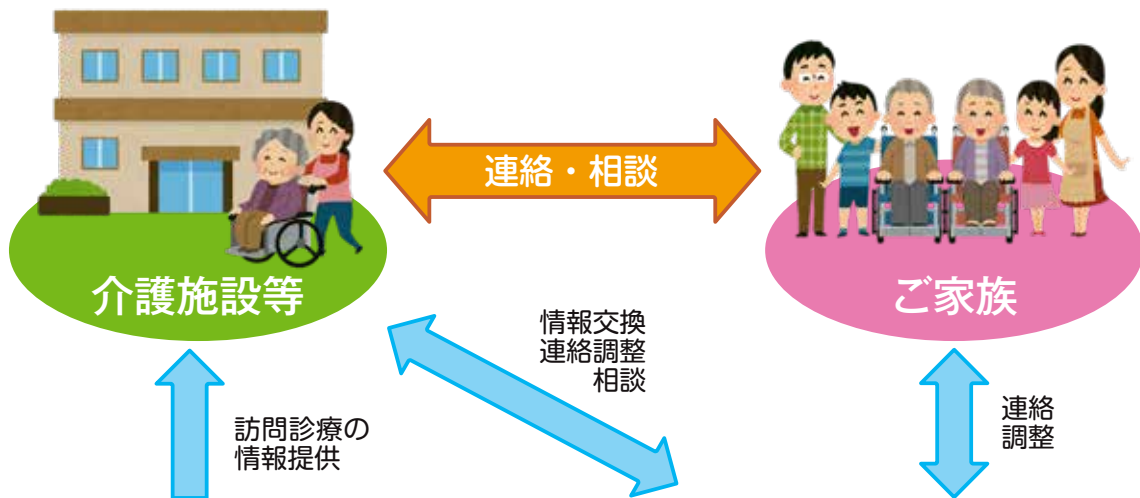 連絡・相談
介護施設等
ご家族
情報交換
連絡調整
相談
訪問診療の
情報提供
連絡
調整